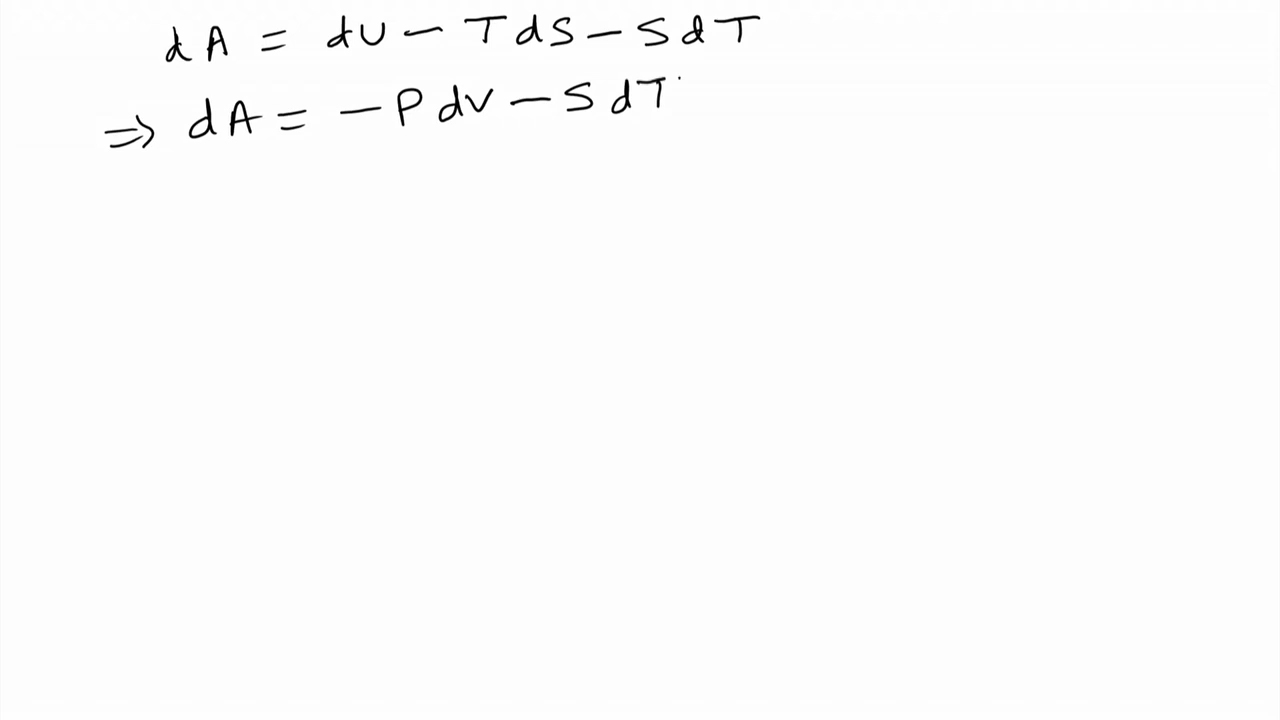 dA = dU - TdS - SdT
⇒ dA = - PdV - SdT